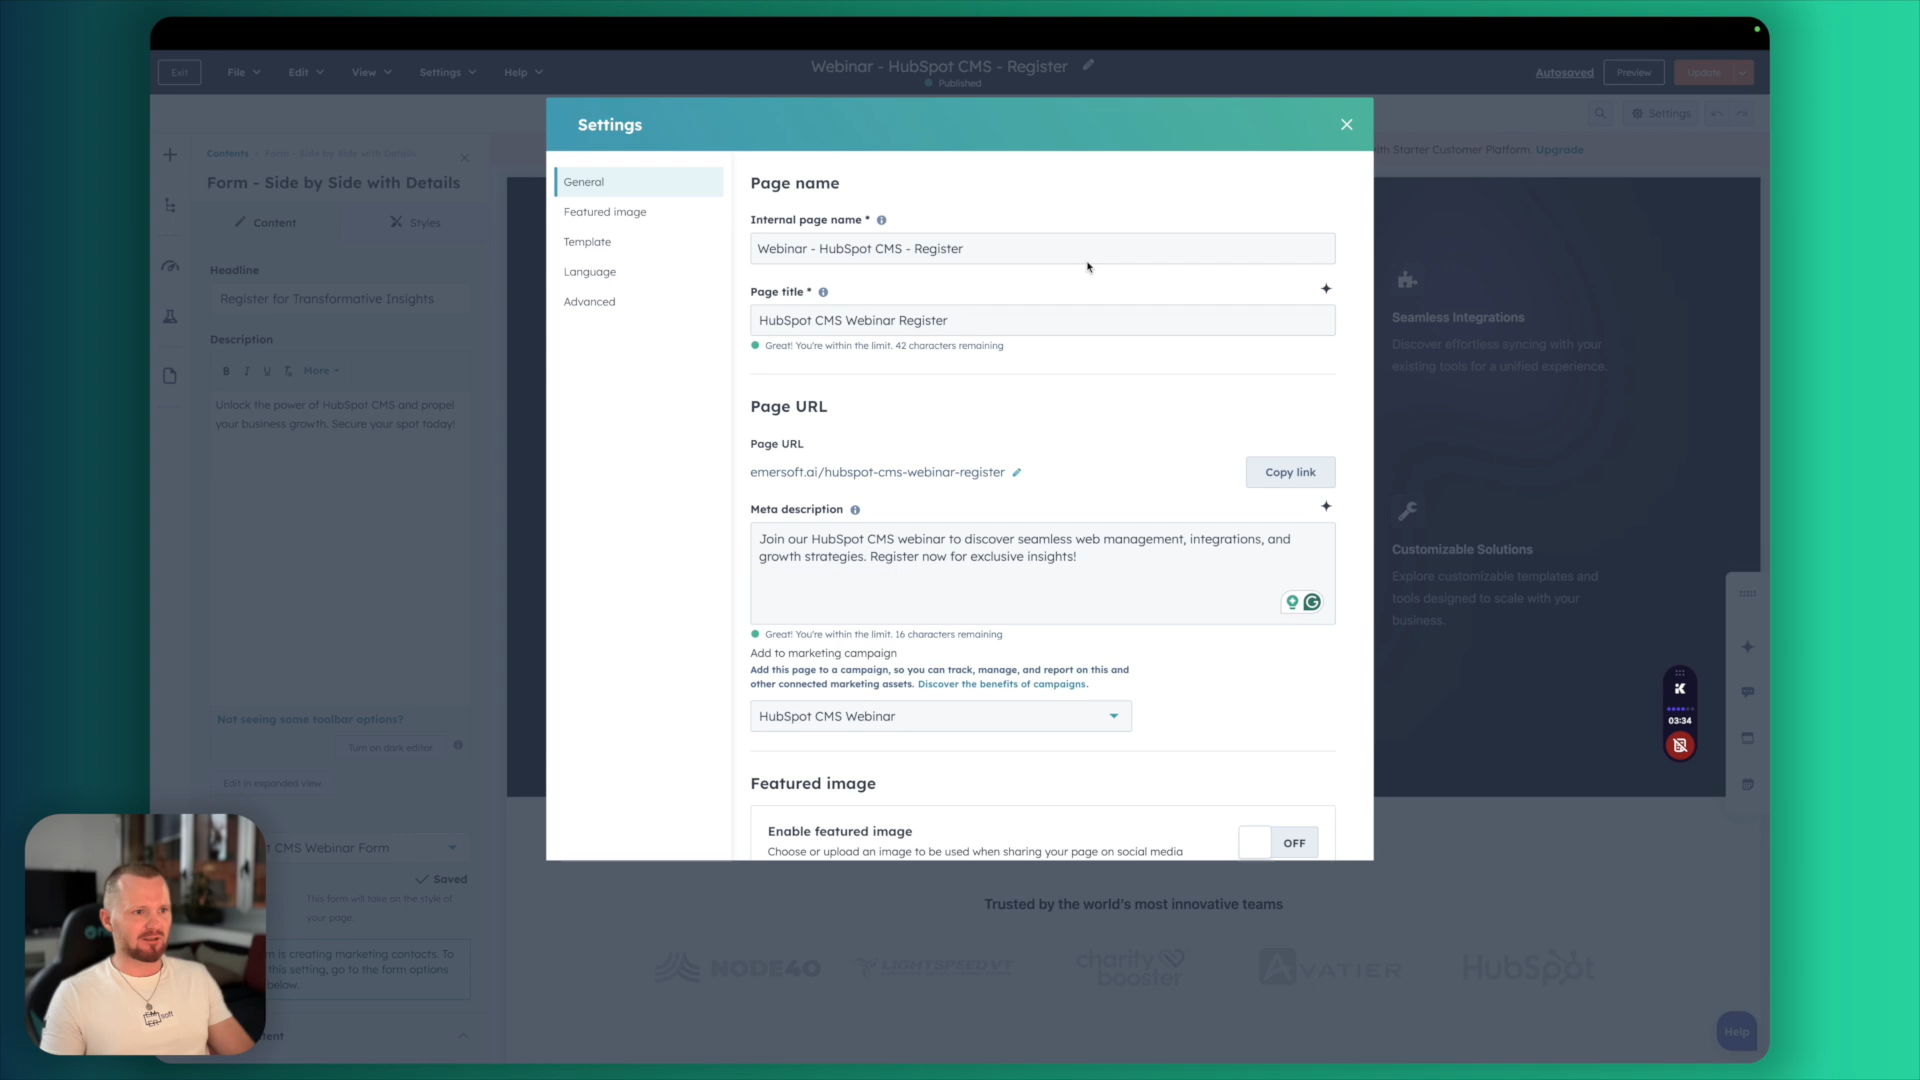 Exit
File
Edit
View
Settings
Help
Webinar - HubSpot CMS - Register
Published
Autosaved
Preview
Update
Settings
with Starter Customer Platform. Upgrade
Contents
Form - Side by Side with Details
Form - Side by Side with Details
Content
Styles
Headline
Register for Transformative Insights
Description
B I U
More
Unlock the power of HubSpot CMS and propel
your business growth. Secure your spot today!
Not seeing some toolbar options?
Turn on dark editor
Edit in expanded view
CMS Webinar Form
Saved
This form will take on the style of
your page.
is creating marketing contacts. To
this setting, go to the form options
below.
Settings
General
Featured image
Template
Language
Advanced
Page name
Internal page name *
Webinar - HubSpot CMS - Register
Page title *
HubSpot CMS Webinar Register
Great! You're within the limit. 42 characters remaining
Page URL
Page URL
emersoft.ai/hubspot-cms-webinar-register
Copy link
Meta description
Join our HubSpot CMS webinar to discover seamless web management, integrations, and
growth strategies. Register now for exclusive insights!
Great! You're within the limit. 16 characters remaining
Add to marketing campaign
Add this page to a campaign, so you can track, manage, and report on this and
other connected marketing assets. Discover the benefits of campaigns.
HubSpot CMS Webinar
Featured image
Enable featured image
Choose or upload an image to be used when sharing your page on social media
OFF
Seamless Integrations
Discover effortless syncing with your
existing tools for a unified experience.
Customizable Solutions
Explore customizable templates and
tools designed to scale with your
business.
03:34
Trusted by the world's most innovative teams
NODE40
LIGHTSPEEDVT
charity
booster
AVATIER
HubSpot
Help